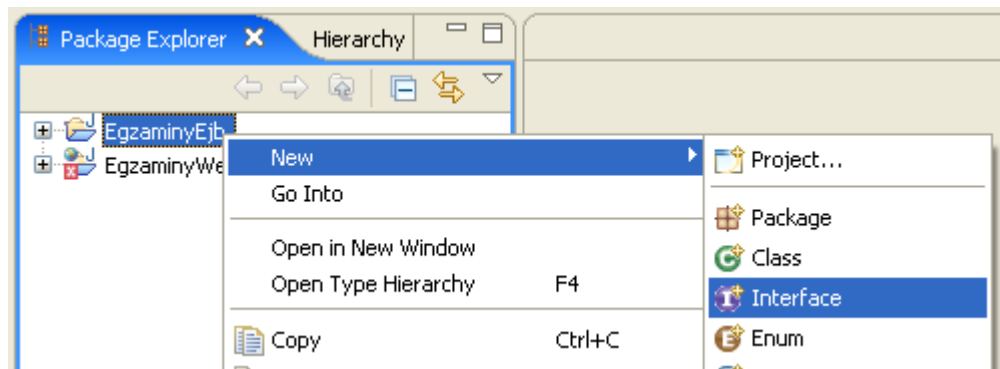 Package Explorer Hierarchy
EgzaminyEjb
EgzaminyWe
New
Go Into
Open in New Window
Open Type Hierarchy F4
Copy Ctrl+C
Project...
Package
Class
Interface
Enum